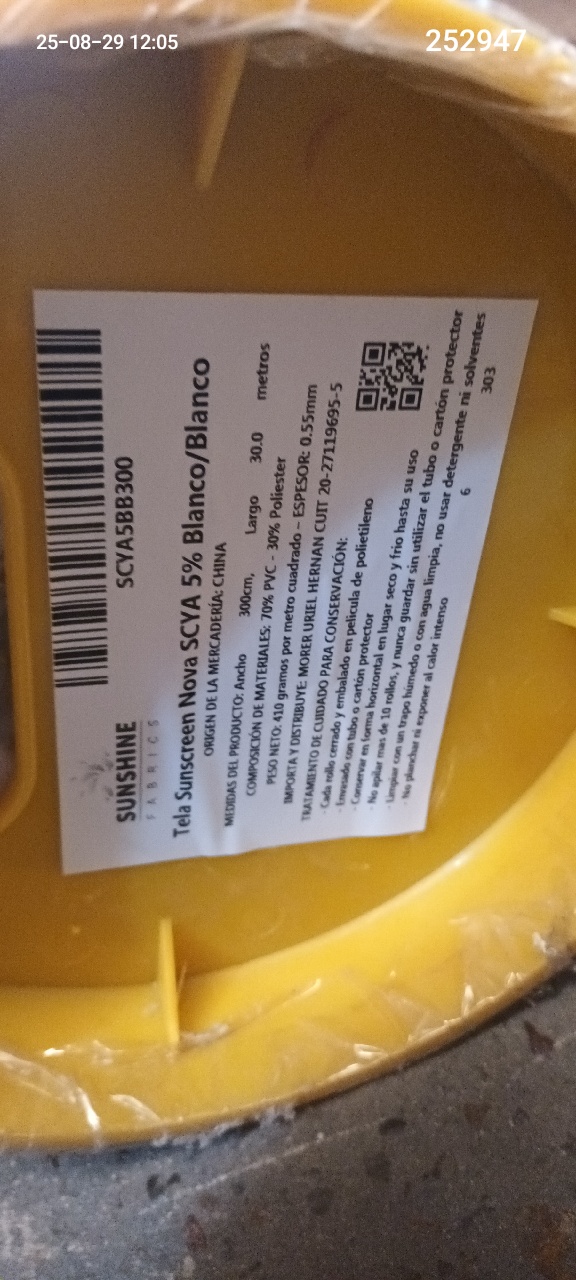 25-08-29 12:05
252947
SCYA5BB300
SUNSHINE
FABRICS
Tela Sunscreen Nova SCYA 5% Blanco/Blanco
ORIGEN DE LA MERCADERÍA: CHINA
MEDIDAS DEL PRODUCTO: Ancho 300cm, Largo 30.0 metros
COMPOSICIÓN DE MATERIALES: 70% PVC - 30% Poliester
PESO NETO: 410 gramos por metro cuadrado – ESPESOR: 0.55mm
IMPORTA Y DISTRIBUYE: MORER URIEL HERNAN CUIT 20-27119695-5
TRATAMIENTO DE CUIDADO PARA CONSERVACIÓN:
· Cada rollo cerrado y embalado en película de polietileno
· Envasado con tubo o cartón protector
· Conservar en forma horizontal en lugar seco y frio hasta su uso
· No apilar mas de 10 rollos, y nunca guardar sin utilizar el tubo o cartón protector
· Limpiar con un trapo húmedo o con agua limpia, no usar detergente ni solventes
· No planchar ni exponer al calor intenso
6
303